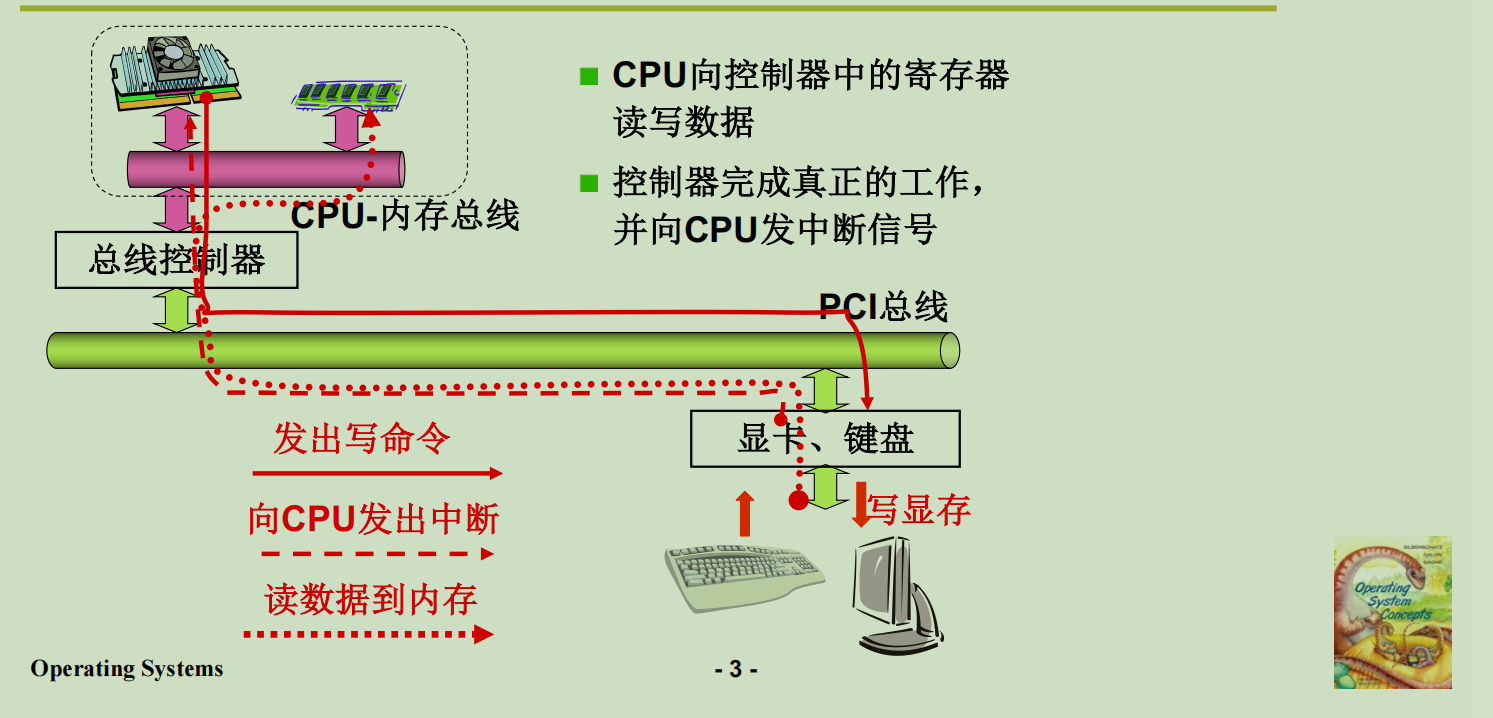 CPU向控制器中的寄存器
读写数据
控制器完成真正的工作，
并向CPU发中断信号
CPU-内存总线
总线控制器
PCI总线
发出写命令
显卡、键盘
向CPU发出中断
写显存
读数据到内存
SILBERSCHATZ
GALVIN
GAGNE
Operating
System
Concepts
Operating Systems
- 3 -